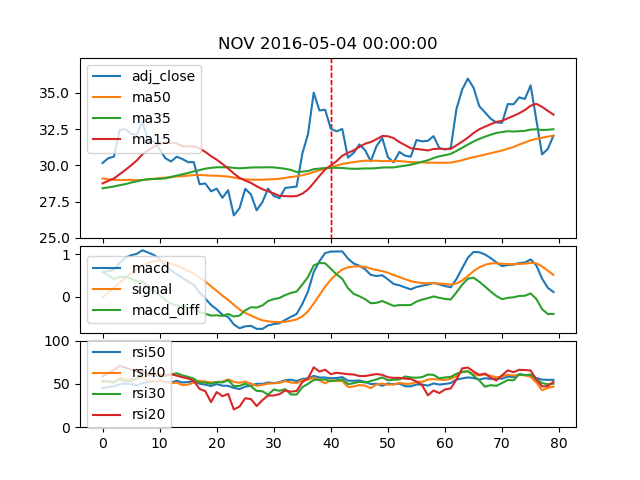 NOV 2016-05-04 00:00:00
35.0
32.5
30.0
27.5
25.0
adj_close
ma50
ma35
ma15
1
0
macd
signal
macd_diff
100
50
0
rsi50
rsi40
rsi30
rsi20
0 10 20 30 40 50 60 70 80